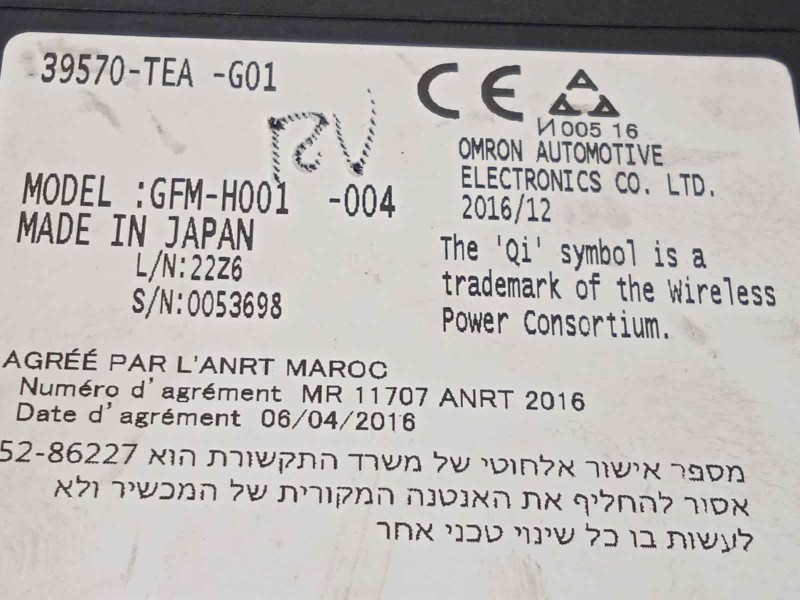 39570-TEA -G01
CE
И005 16
OMRON AUTOMOTIVE
ELECTRONICS CO. LTD.
2016/12
MODEL :GFM-H001 -004
MADE IN JAPAN
L/N:22Z6
S/N:0053698
The 'Qi' symbol is a
trademark of the Wireless
Power Consortium.
AGRÉÉ PAR L'ANRT MAROC
Numéro d'agrément MR 11707 ANRT 2016
Date d'agrément 06/04/2016
מספר אישור אלחוטי של משרד התקשורת הוא 52-86227
אסור להחליף את האנטנה המקורית של המכשיר ולא
לעשות בו כל שינוי טכני אחר